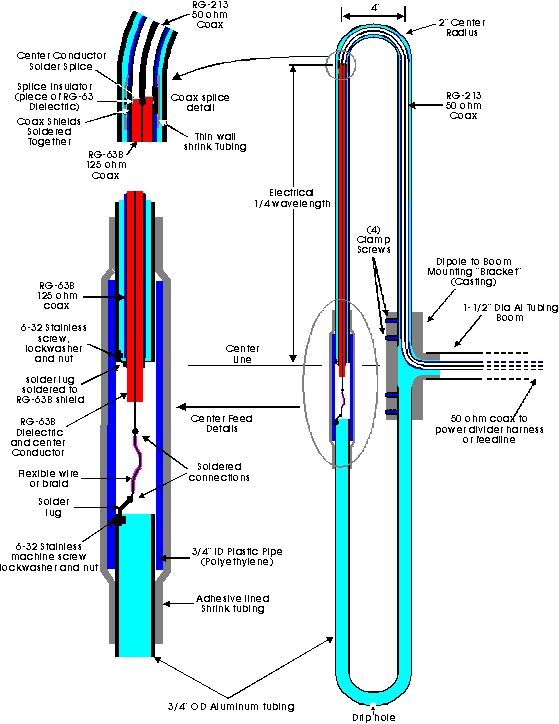 RG-213
50 ohm
Coax
Center Conductor
Solder Splice
Splice Insulator
(piece of RG-63
Dielectric)
Coax Shields
Soldered
Together
RG-63B
125 ohm
Coax
Coax splice
detail
Thin wall
shrink Tubing
4"
2" Center
Radius
RG-213
50 ohm
Coax
Electrical
1/4 wavelength
(4)
Clamp
Screws
Dipole to Boom
Mounting "Bracket"
(Casting)
1-1/2" Dia Al Tubing
Boom
50 ohm coax to
power divider harness
or feedline
RG-63B
125 ohm
coax
6-32 Stainless
screw,
lockwasher
and nut
solder lug
soldered to
RG-63B shield
RG-63B
Dielectric
and center
Conductor
Flexible wire
or braid
Solder
lug
6-32 Stainless
machine screw
lockwasher and nut
Center
Line
Center Feed
Details
Soldered
connections
3/4" ID Plastic Pipe
(Polyethylene)
Adhesive lined
Shrink tubing
3/4" OD Aluminum tubing
Drip hole